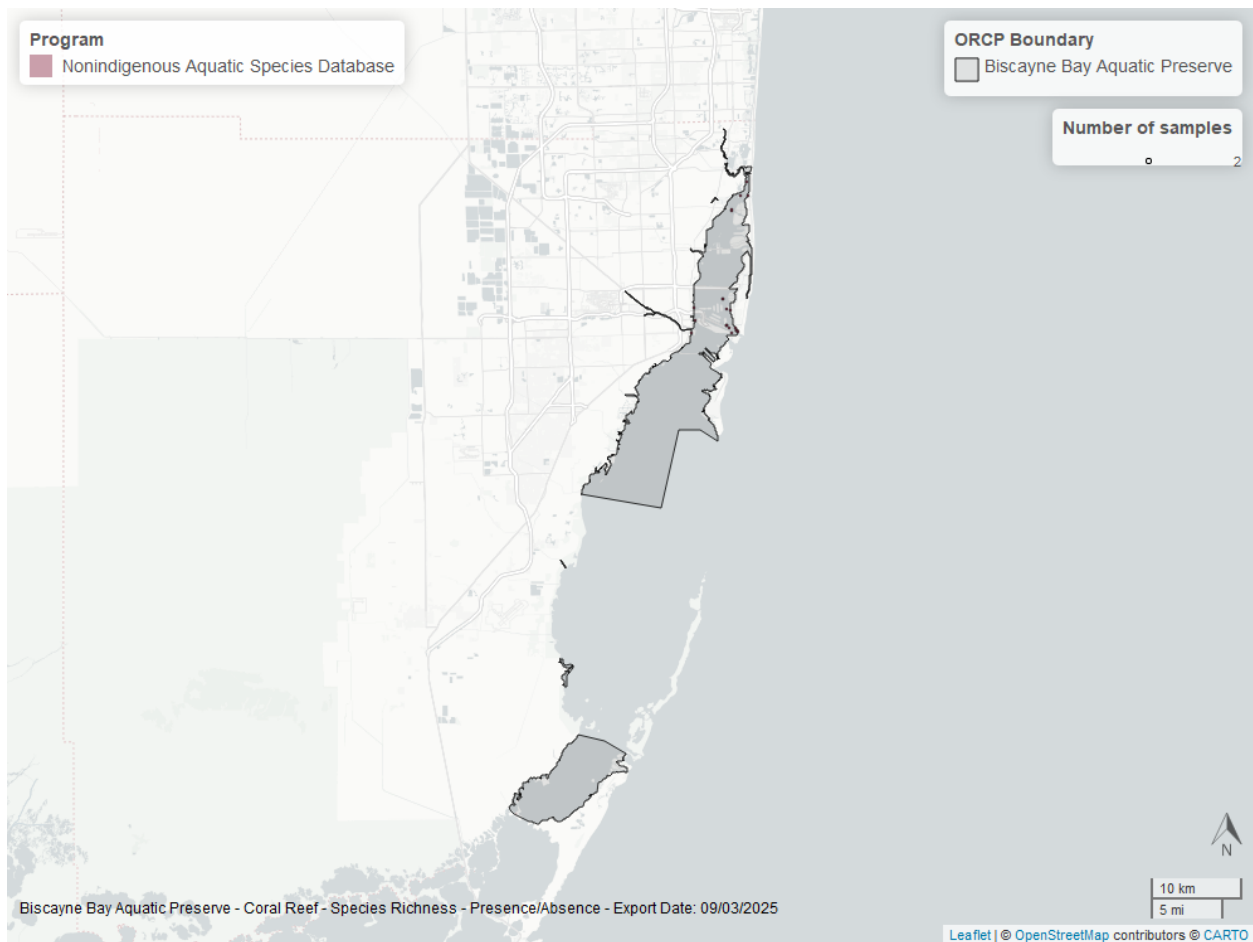 Program
Nonindigenous Aquatic Species Database
ORCP Boundary
Biscayne Bay Aquatic Preserve
Number of samples
2
N
10 km
5 mi
Biscayne Bay Aquatic Preserve - Coral Reef - Species Richness - Presence/Absence - Export Date: 09/03/2025
Leaflet | © OpenStreetMap contributors © CARTO